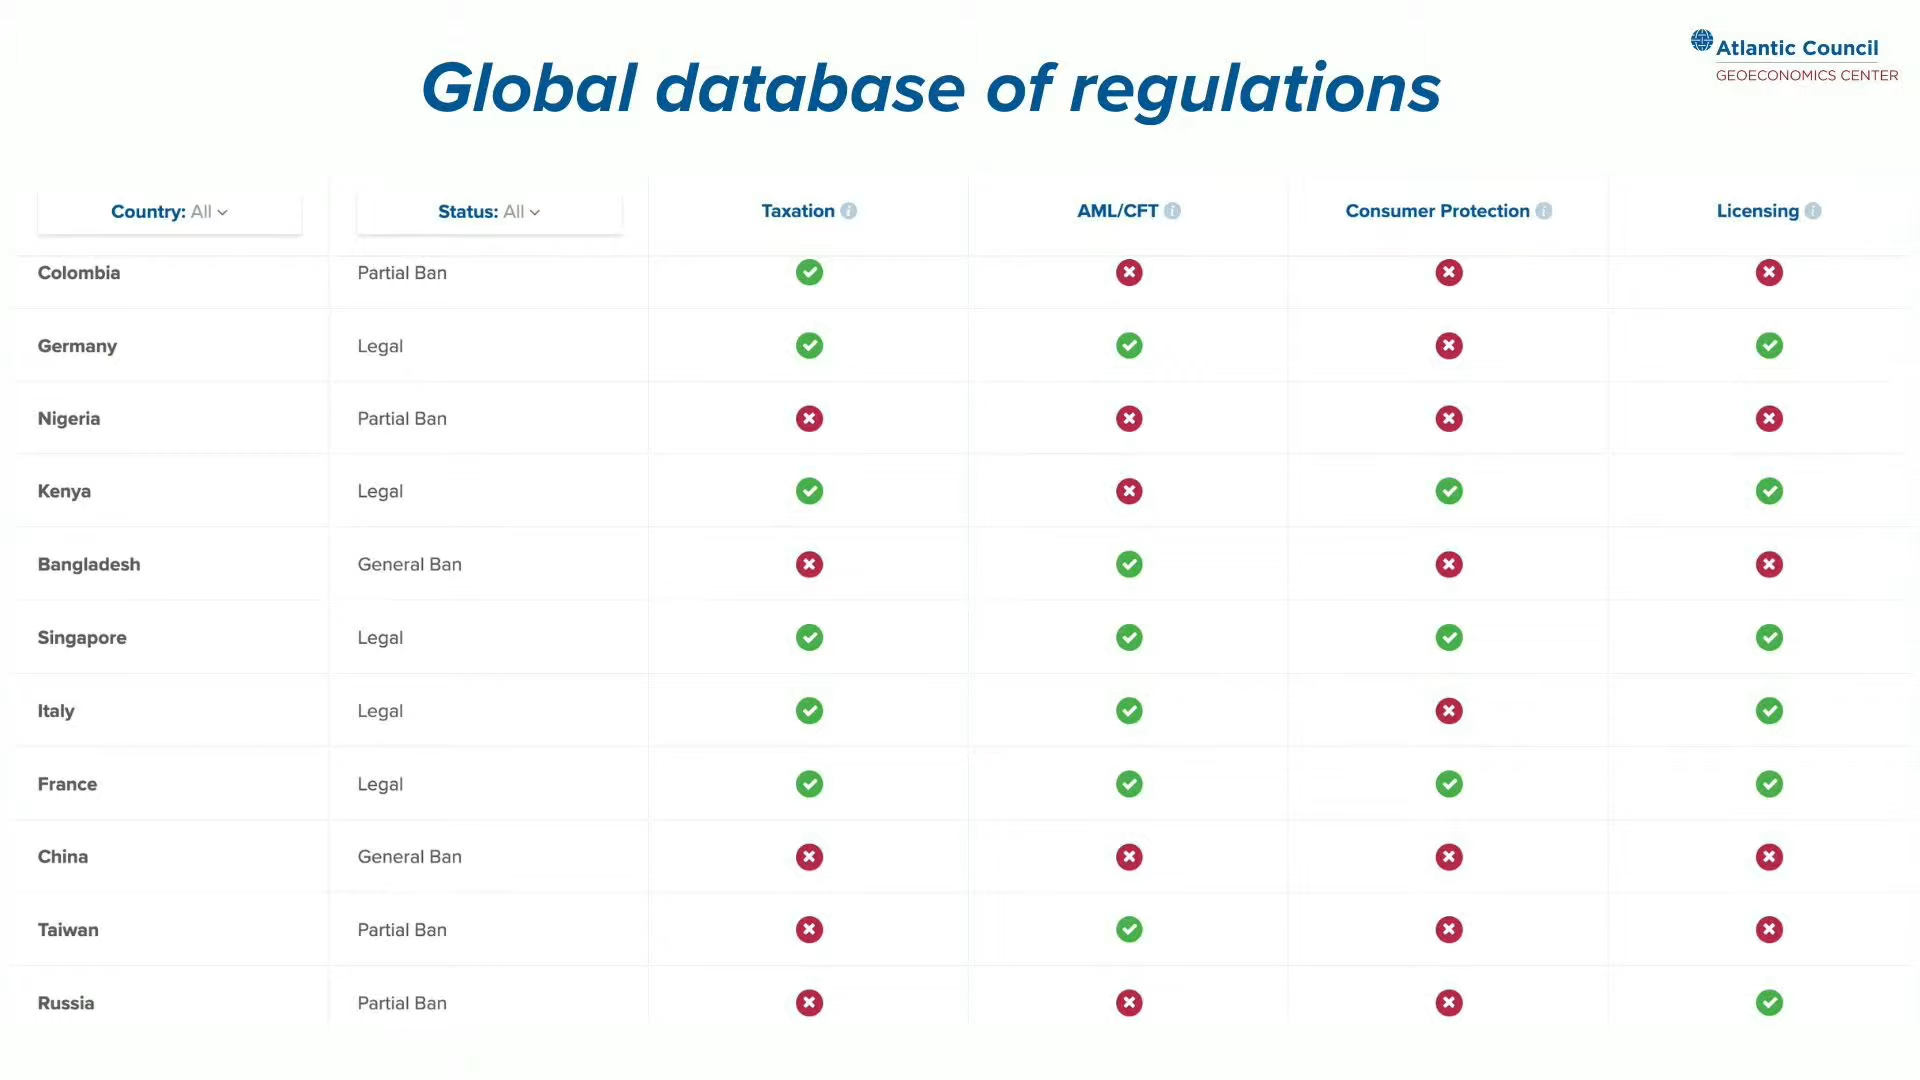 Atlantic Council
GEOECONOMICS CENTER
Global database of regulations
Country: All Status: All Taxation AML/CFT Consumer Protection Licensing
Colombia Partial Ban
Germany Legal
Nigeria Partial Ban
Kenya Legal
Bangladesh General Ban
Singapore Legal
Italy Legal
France Legal
China General Ban
Taiwan Partial Ban
Russia Partial Ban